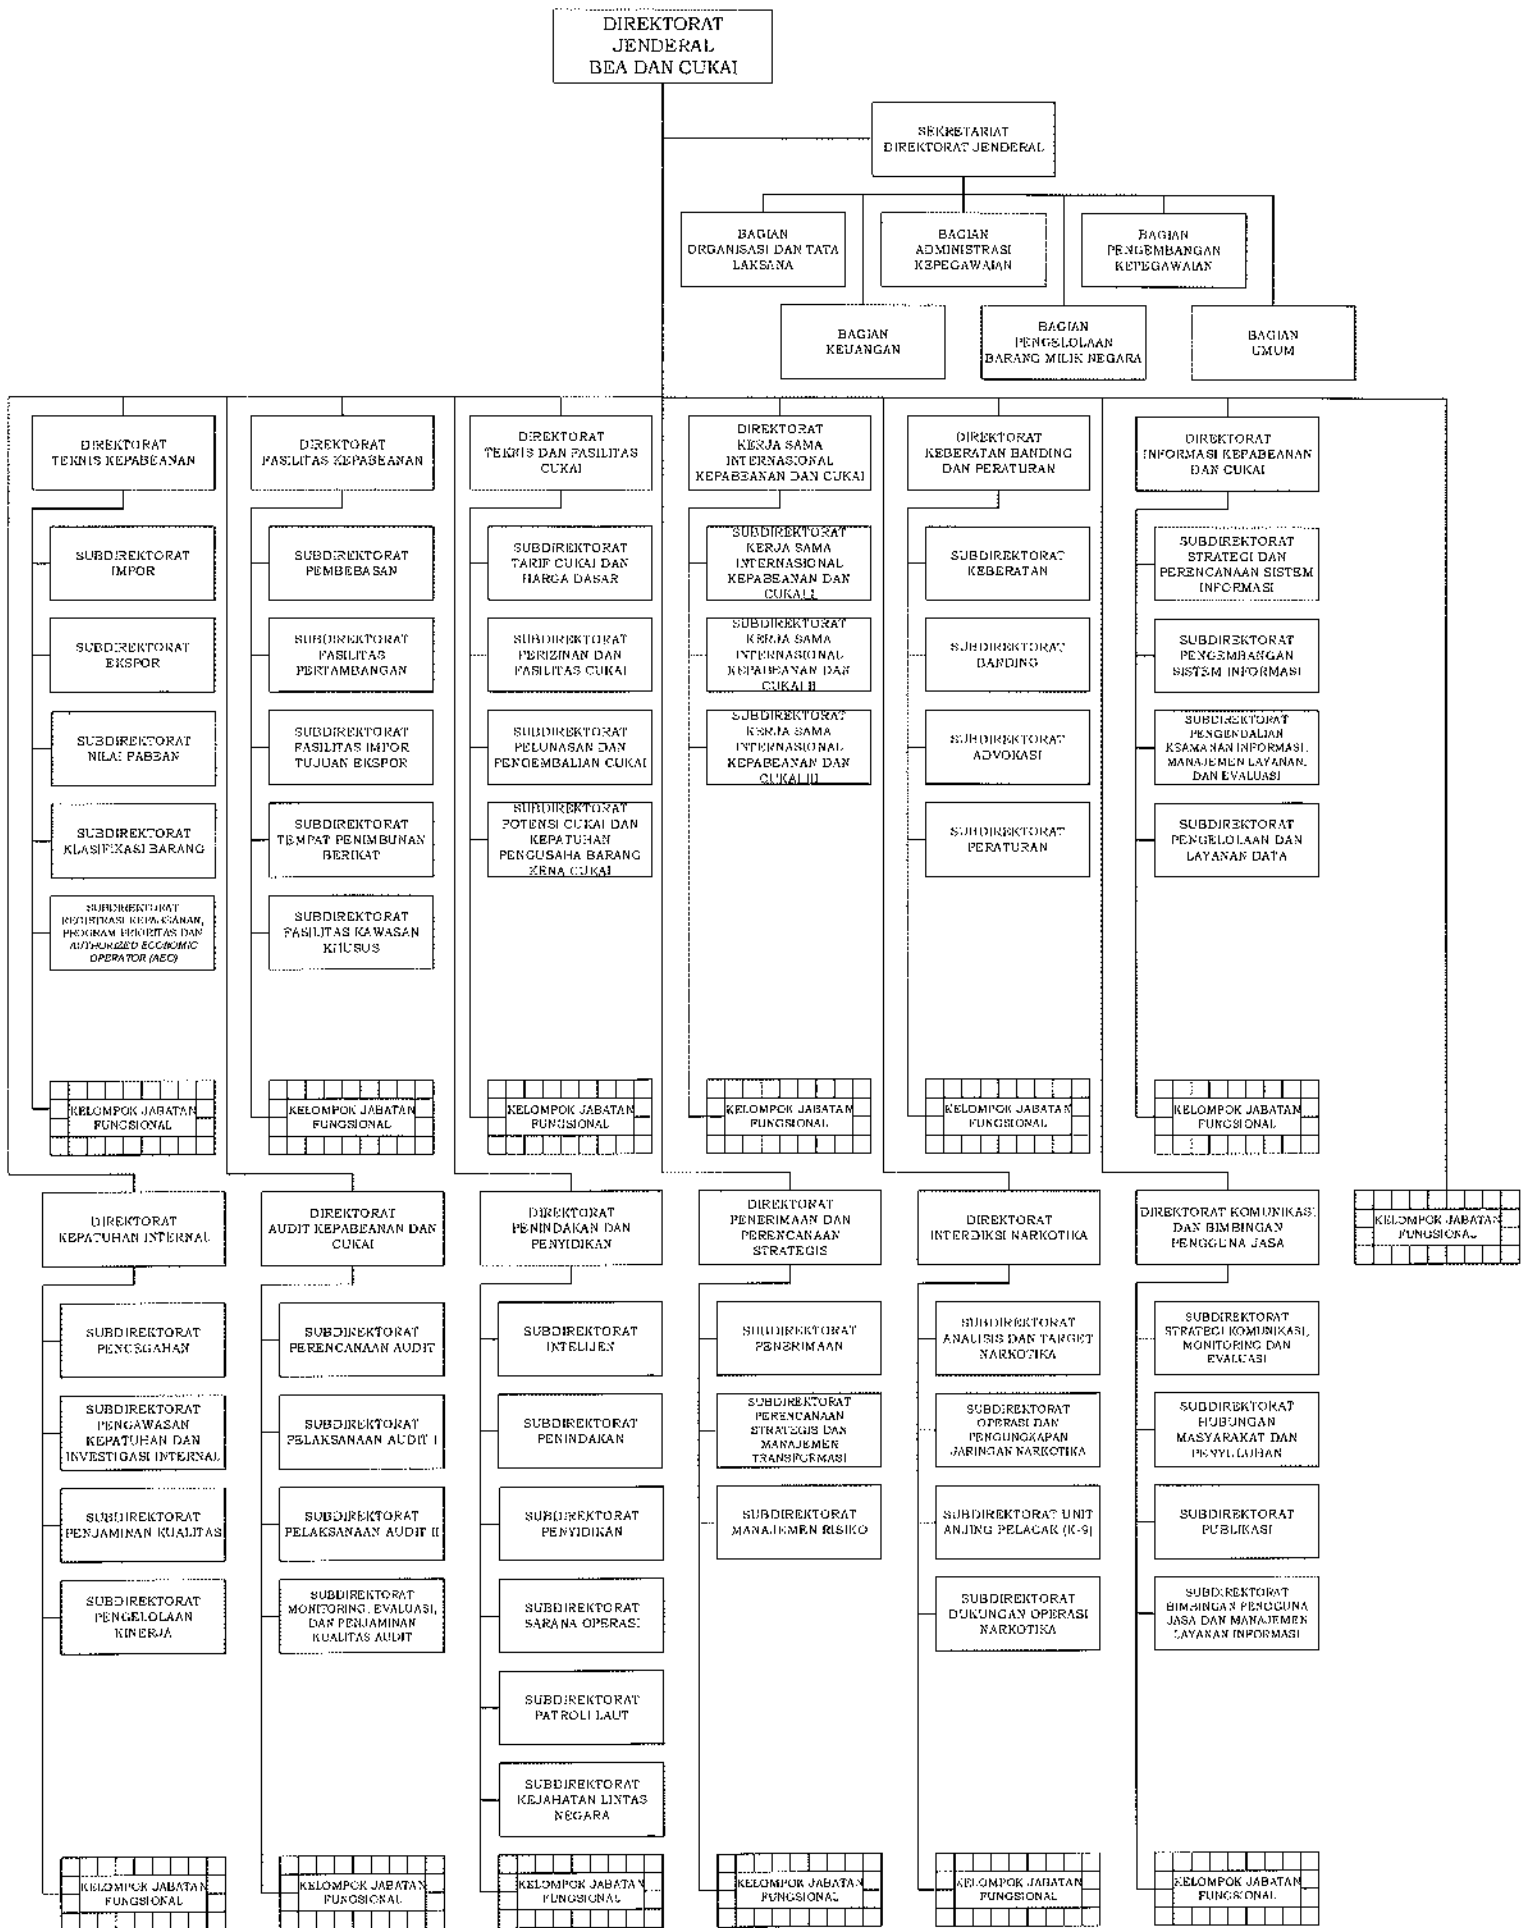 DIREKTORAT
JENDERAL
BEA DAN CUKAI
SEKRETARIAT
DIREKTORAT JENDERAL
BAGIAN
ORGANISASI DAN TATA
LAKSANA
BAGIAN
ADMINISTRASI
KEPEGAWAIAN
BAGIAN
PENGEMBANGAN
KEPEGAWAIAN
BAGIAN
KEUANGAN
BAGIAN
PENGELOLAAN
BARANG MILIK NEGARA
BAGIAN
UMUM
DIREKTORAT
TEKNIS KEPABEANAN
SUBDIREKTORAT
IMPOR
SUBDIREKTORAT
EKSPOR
SUBDIREKTORAT
NILAI PABEAN
SUBDIREKTORAT
KLASIFIKASI BARANG
SUBDIREKTORAT
REGISTRASI KEPABEANAN,
PROGRAM PRIORITAS DAN
AUTHORIZED ECONOMIC
OPERATOR (AEO)
KELOMPOK JABATAN
FUNGSIONAL
DIREKTORAT
FASILITAS KEPABEANAN
SUBDIREKTORAT
PEMBEBASAN
SUBDIREKTORAT
FASILITAS
PERTAMBANGAN
SUBDIREKTORAT
FASILITAS IMPOR
TUJUAN EKSPOR
SUBDIREKTORAT
TEMPAT PENIMBUNAN
BERIKAT
SUBDIREKTORAT
FASILITAS KAWASAN
KHUSUS
KELOMPOK JABATAN
FUNGSIONAL
DIREKTORAT
TEKNIS DAN FASILITAS
CUKAI
SUBDIREKTORAT
TARIF CUKAI DAN
HARGA DASAR
SUBDIREKTORAT
PERIZINAN DAN
FASILITAS CUKAI
SUBDIREKTORAT
PELUNASAN DAN
PENGEMBALIAN CUKAI
SUBDIREKTORAT
POTENSI CUKAI DAN
KEPATUHAN
PENGUSAHA BARANG
KENA CUKAI
KELOMPOK JABATAN
FUNGSIONAL
DIREKTORAT
KERJA SAMA
INTERNASIONAL
KEPABEANAN DAN CUKAI
SUBDIREKTORAT
KERJA SAMA
INTERNASIONAL
KEPABEANAN DAN
CUKAI I
SUBDIREKTORAT
KERJA SAMA
INTERNASIONAL
KEPABEANAN DAN
CUKAI II
SUBDIREKTORAT
KERJA SAMA
INTERNASIONAL
KEPABEANAN DAN
CUKAI III
KELOMPOK JABATAN
FUNGSIONAL
DIREKTORAT
KEBERATAN BANDING
DAN PERATURAN
SUBDIREKTORAT
KEBERATAN
SUBDIREKTORAT
BANDING
SUBDIREKTORAT
ADVOKASI
SUBDIREKTORAT
PERATURAN
KELOMPOK JABATAN
FUNGSIONAL
DIREKTORAT
INFORMASI KEPABEANAN
DAN CUKAI
SUBDIREKTORAT
STRATEGI DAN
PERENCANAAN SISTEM
INFORMASI
SUBDIREKTORAT
PENGEMBANGAN
SISTEM INFORMASI
SUBDIREKTORAT
PENGENDALIAN
KEAMANAN INFORMASI,
MANAJEMEN LAYANAN,
DAN EVALUASI
SUBDIREKTORAT
PENGELOLAAN DAN
LAYANAN DATA
KELOMPOK JABATAN
FUNGSIONAL
DIREKTORAT
KEPATUHAN INTERNAL
SUBDIREKTORAT
PENCEGAHAN
SUBDIREKTORAT
PENGAWASAN
KEPATUHAN DAN
INVESTIGASI INTERNAL
SUBDIREKTORAT
PENJAMINAN KUALITAS
SUBDIREKTORAT
PENGELOLAAN
KINERJA
KELOMPOK JABATAN
FUNGSIONAL
DIREKTORAT
AUDIT KEPABEANAN DAN
CUKAI
SUBDIREKTORAT
PERENCANAAN AUDIT
SUBDIREKTORAT
PELAKSANAAN AUDIT I
SUBDIREKTORAT
PELAKSANAAN AUDIT II
SUBDIREKTORAT
MONITORING, EVALUASI,
DAN PENJAMINAN
KUALITAS AUDIT
KELOMPOK JABATAN
FUNGSIONAL
DIREKTORAT
PENINDAKAN DAN
PENYIDIKAN
SUBDIREKTORAT
INTELIJEN
SUBDIREKTORAT
PENINDAKAN
SUBDIREKTORAT
PENYIDIKAN
SUBDIREKTORAT
SARANA OPERASI
SUBDIREKTORAT
PATROLI LAUT
SUBDIREKTORAT
KEJAHATAN LINTAS
NEGARA
KELOMPOK JABATAN
FUNGSIONAL
DIREKTORAT
PENERIMAAN DAN
PERENCANAAN
STRATEGIS
SUBDIREKTORAT
PENERIMAAN
SUBDIREKTORAT
PERENCANAAN
STRATEGIS DAN
MANAJEMEN
TRANSFORMASI
SUBDIREKTORAT
MANAJEMEN RISIKO
KELOMPOK JABATAN
FUNGSIONAL
DIREKTORAT
INTERDIKSI NARKOTIKA
SUBDIREKTORAT
ANALISIS DAN TARGET
NARKOTIKA
SUBDIREKTORAT
OPERASI DAN
PENGUNGKAPAN
JARINGAN NARKOTIKA
SUBDIREKTORAT UNIT
ANJING PELACAK (K-9)
SUBDIREKTORAT
DUKUNGAN OPERASI
NARKOTIKA
KELOMPOK JABATAN
FUNGSIONAL
DIREKTORAT KOMUNIKASI
DAN BIMBINGAN
PENGGUNA JASA
SUBDIREKTORAT
STRATEGI KOMUNIKASI,
MONITORING DAN
EVALUASI
SUBDIREKTORAT
HUBUNGAN
MASYARAKAT DAN
PENYULUHAN
SUBDIREKTORAT
PUBLIKASI
SUBDIREKTORAT
BIMBINGAN PENGGUNA
JASA DAN MANAJEMEN
LAYANAN INFORMASI
KELOMPOK JABATAN
FUNGSIONAL
KELOMPOK JABATAN
FUNGSIONAL